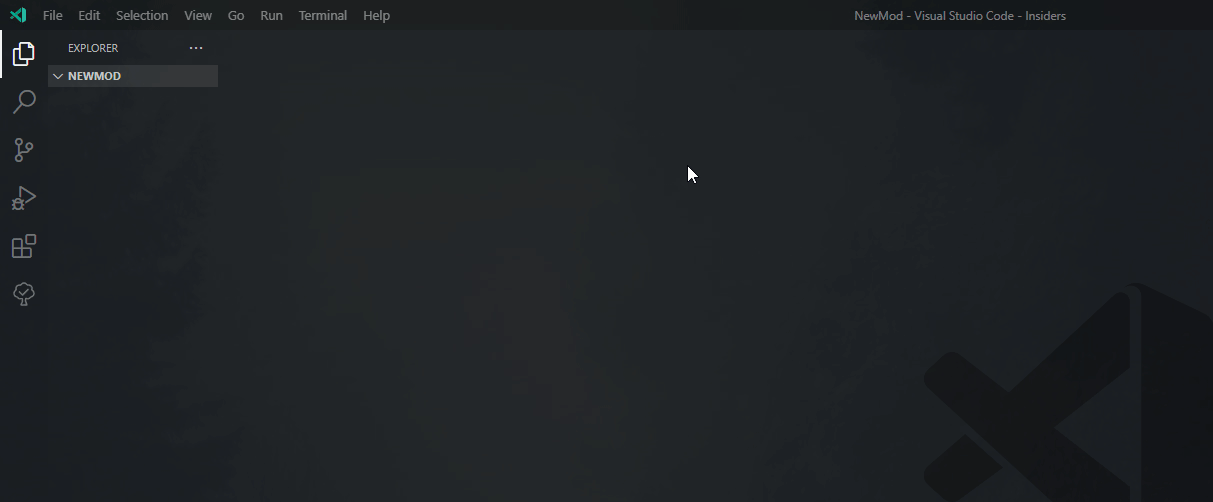 File Edit Selection View Go Run Terminal Help NewMod - Visual Studio Code - Insiders
EXPLORER
NEWMOD